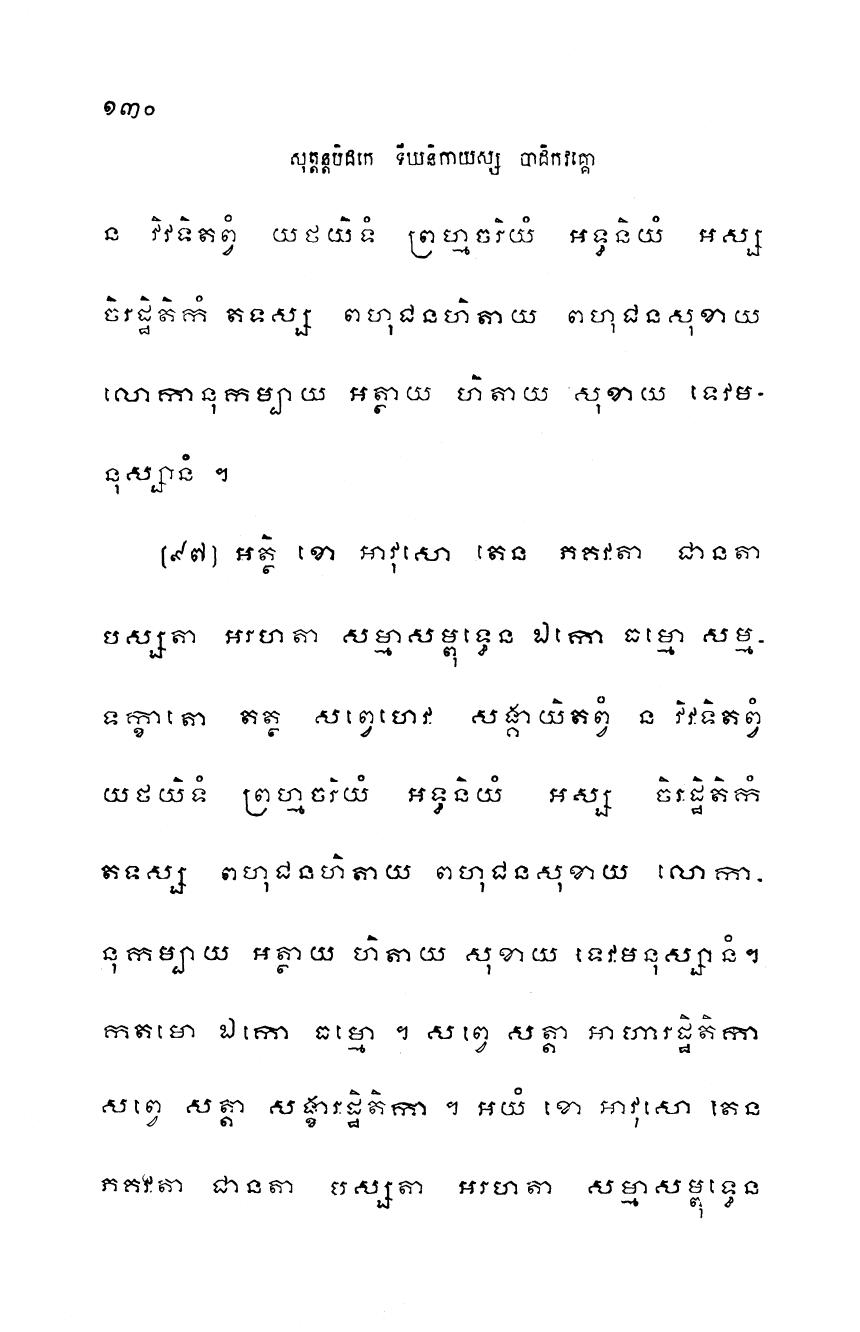 ១៣០
សុត្តន្តបិដកេ ទីឃនិកាយស្ស បាដិកវគ្គោ
ន វិវទិតព្វំ យថយិទំ ព្រហ្មចរិយំ អទ្ធនិយំ អស្ស
ចិរដ្ឋិតិកំ តទស្ស ពហុជនហិតាយ ពហុជនសុខាយ
លោកានុកម្បាយ អត្ថាយ ហិតាយ សុខាយ ទេវម-
នុស្សានំ ។
[៩៧] អត្ថិ ខោ អាវុសោ តេន ភគវតា ជានតា
បស្សតា អរហតា សម្មាសម្ពុទ្ធេន ឯកោ ធម្មោ សម្ម-
ទក្ខាតោ តត្ថ សព្វេហេវ សង្គាយិតព្វំ ន វិវទិតព្វំ
យថយិទំ ព្រហ្មចរិយំ អទ្ធនិយំ អស្ស ចិរដ្ឋិតិកំ
តទស្ស ពហុជនហិតាយ ពហុជនសុខាយ លោកា-
នុកម្បាយ អត្ថាយ ហិតាយ សុខាយ ទេវមនុស្សានំ។
កតមោ ឯកោ ធម្មោ ។ សព្វេ សត្តា អាហារដ្ឋិតិកា
សព្វេ សត្តា សង្ខារដ្ឋិតិកា ។ អយំ ខោ អាវុសោ តេន
ភគវតា ជានតា បស្សតា អរហតា សម្មាសម្ពុទ្ធេន